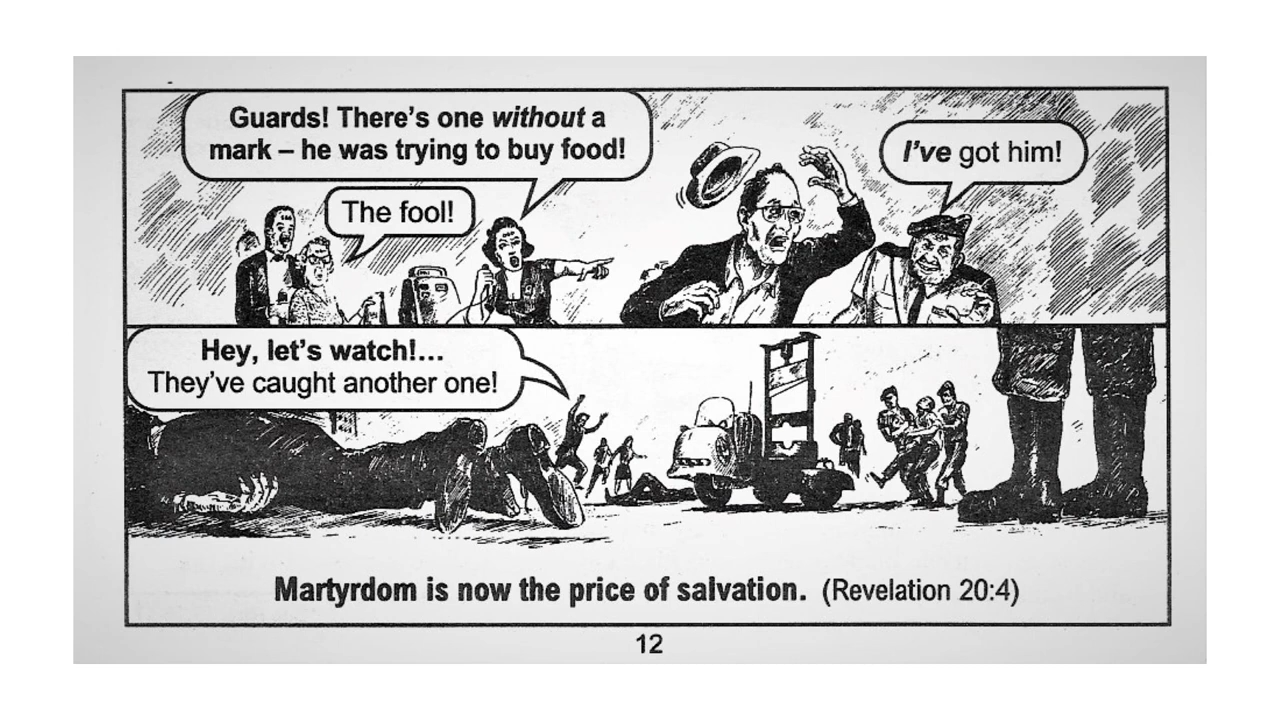 Guards! There's one without a
mark – he was trying to buy food!
The fool!
I've got him!
Hey, let's watch!...
They've caught another one!
Martyrdom is now the price of salvation. (Revelation 20:4)
12